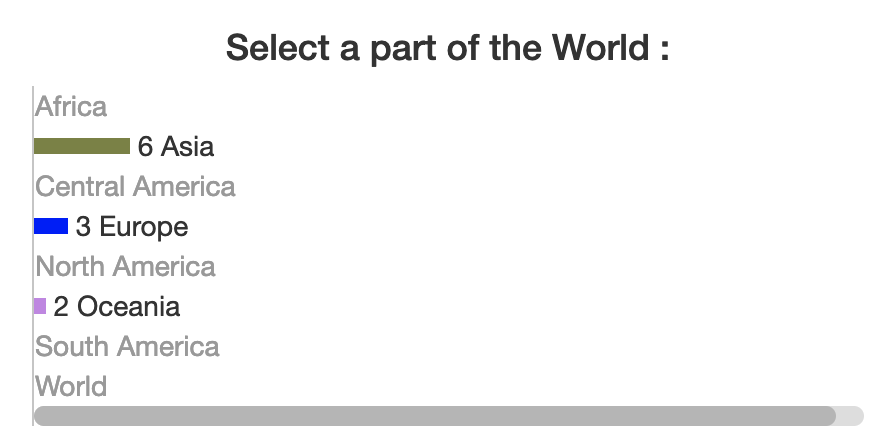 Select a part of the World :
Africa
6 Asia
Central America
3 Europe
North America
2 Oceania
South America
World